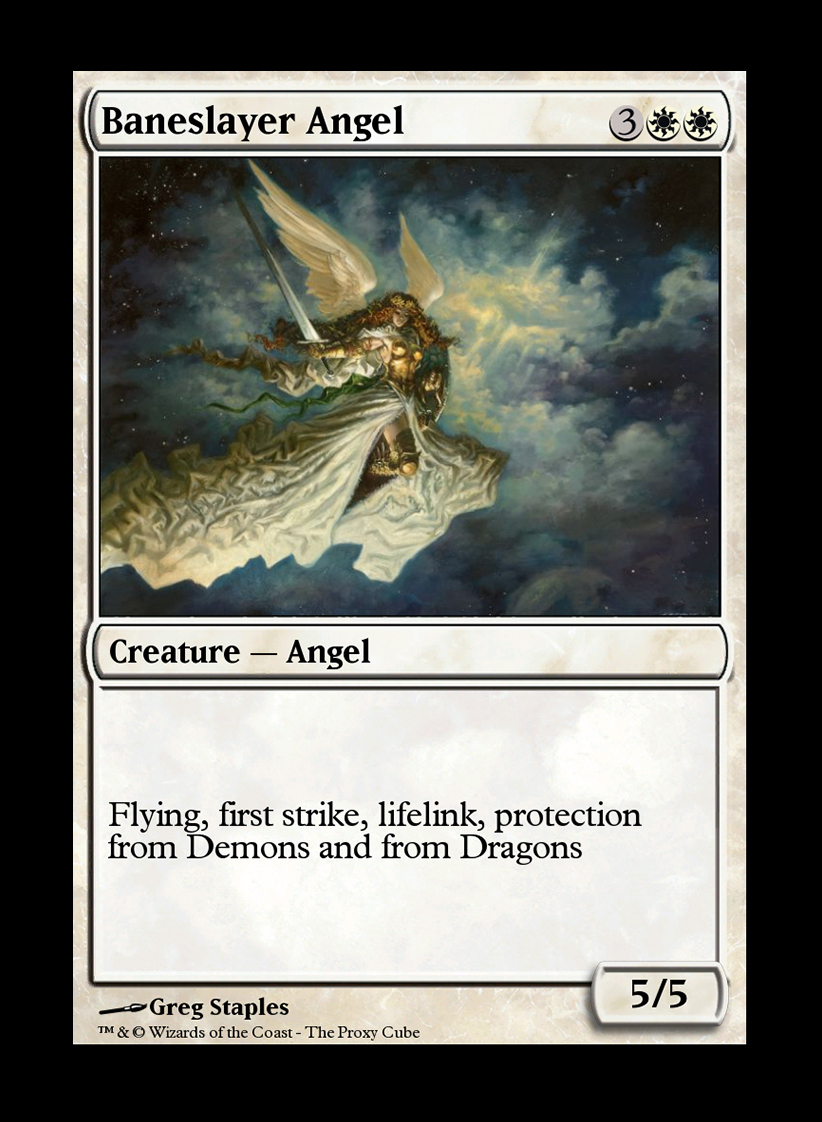 Baneslayer Angel 3
Creature — Angel
Flying, first strike, lifelink, protection
from Demons and from Dragons
5/5
Greg Staples
™ & © Wizards of the Coast - The Proxy Cube